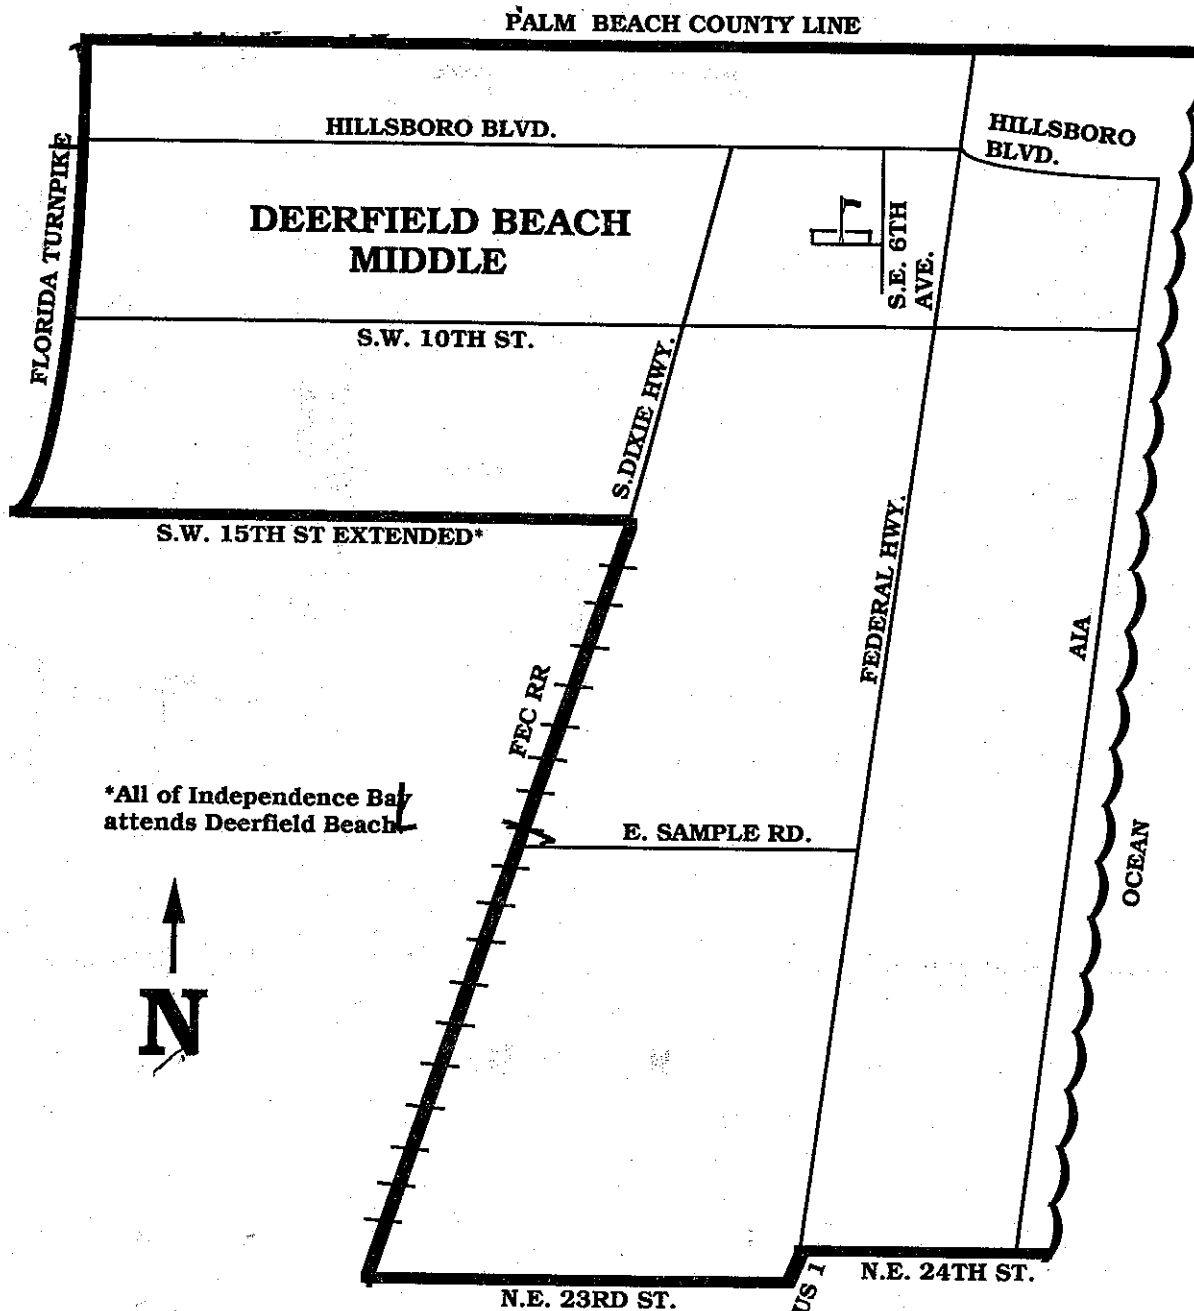 PALM BEACH COUNTY LINE
HILLSBORO BLVD.
HILLSBORO
BLVD.
FLORIDA TURNPIKE
DEERFIELD BEACH
MIDDLE
S.E. 6TH
AVE.
S.W. 10TH ST.
S.DIXIE HWY.
S.W. 15TH ST EXTENDED*
FEDERAL HWY.
AIA
FEC RR
*All of Independence Bay
attends Deerfield Beach
E. SAMPLE RD.
OCEAN
N
N.E. 24TH ST.
US 1
N.E. 23RD ST.